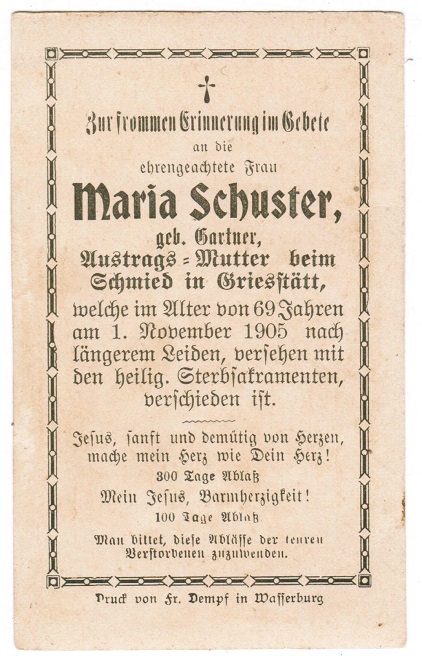 Zur frommen Erinnerung im Gebete
an die
ehrengeachtete Frau
Maria Schuster,
geb. Gartner,
Austrags-Mutter beim
Schmied in Griesstätt,
welche im Alter von 69 Jahren
am 1. November 1905 nach
längerem Leiden, versehen mit
den heilig. Sterbsakramenten,
verschieden ist.
Jesus, sanft und demütig von Herzen,
mache mein Herz wie Dein Herz!
300 Tage Ablaß
Mein Jesus, Barmherzigkeit!
100 Tage Ablaß
Man bittet, diese Ablässe der teuren
Verstorbenen zuzuwenden.
Druck von Fr. Dempf in Wasserburg